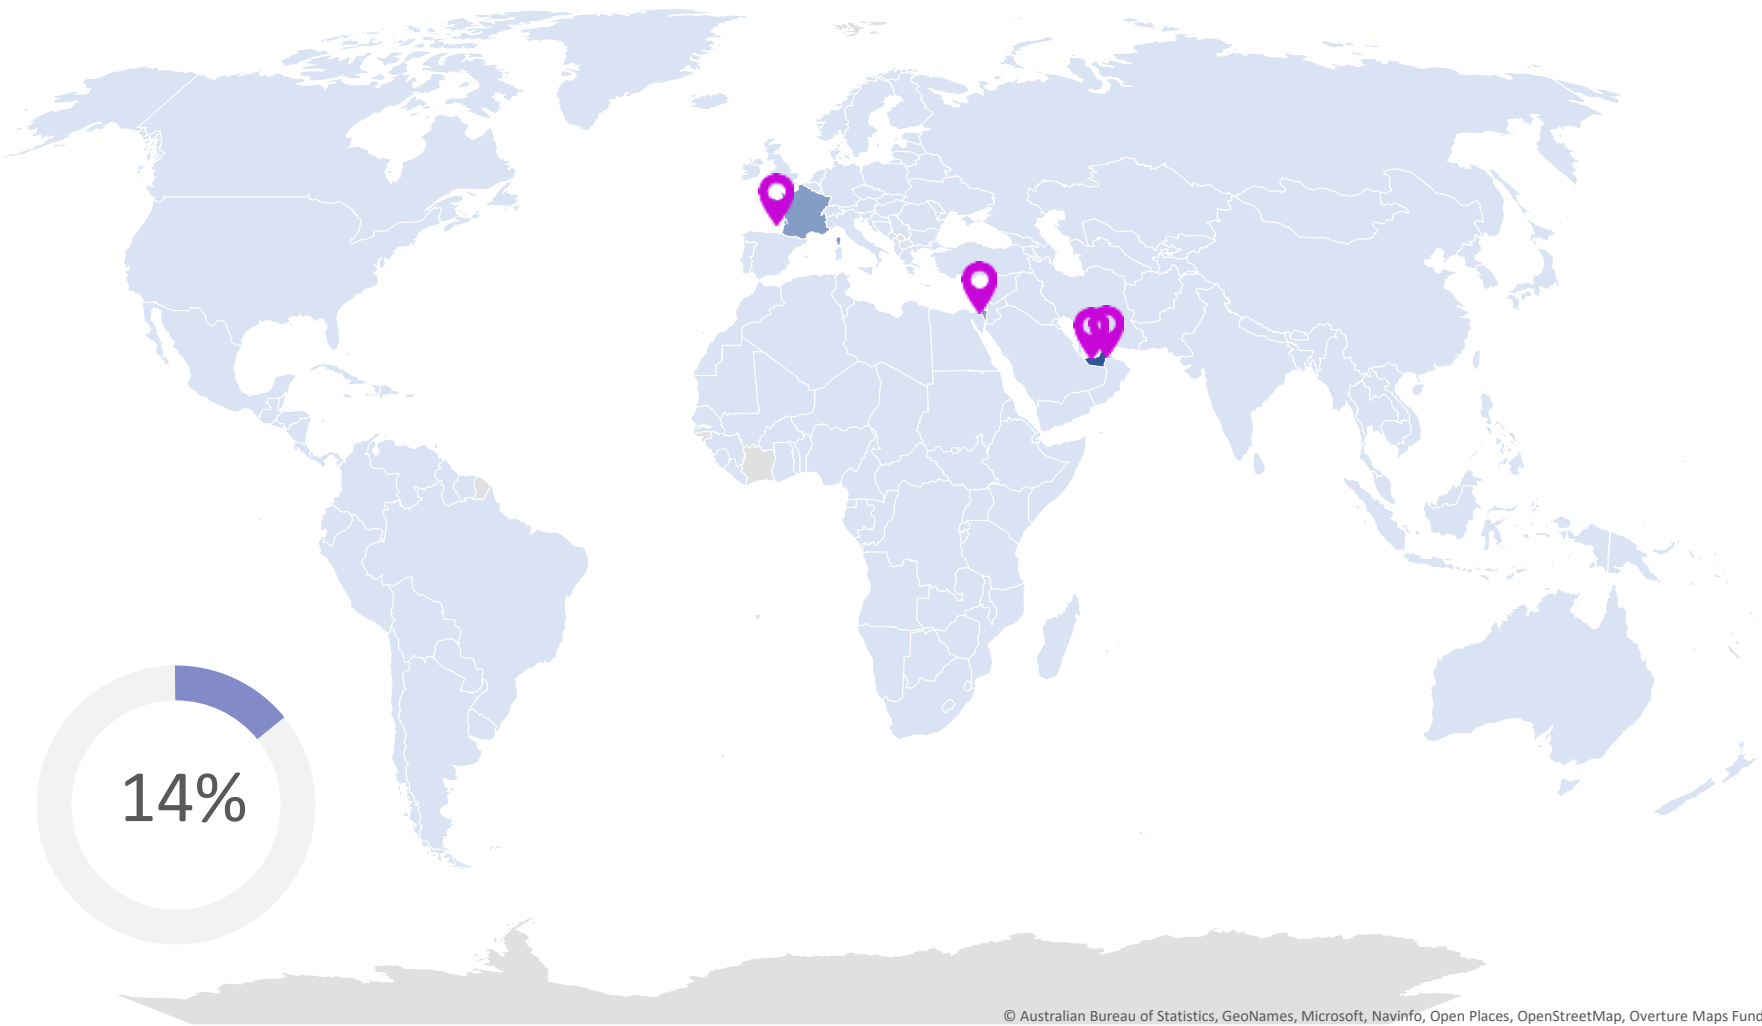 14%
© Australian Bureau of Statistics, GeoNames, Microsoft, Navinfo, Open Places, OpenStreetMap, Overture Maps Fund